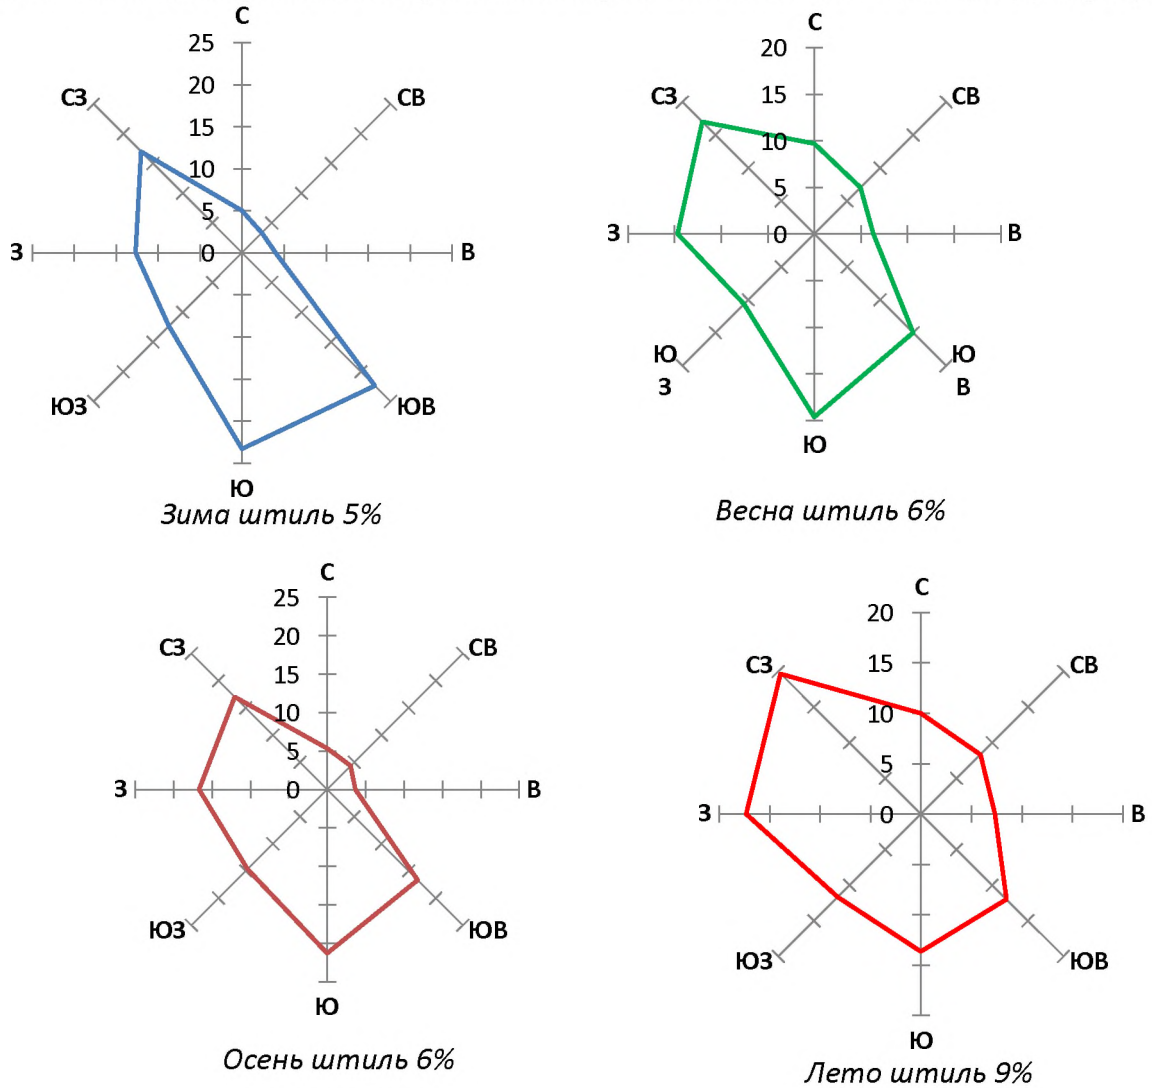 С
25
20
15
10
5
0
СЗ
СВ
З
В
ЮЗ
ЮВ
Ю
Зима штиль 5%
С
20
15
10
5
0
СЗ
СВ
З
В
Ю
З
Ю
В
Ю
Весна штиль 6%
С
25
20
15
10
5
0
СЗ
СВ
З
В
ЮЗ
ЮВ
Ю
Осень штиль 6%
С
20
15
10
5
0
СЗ
СВ
З
В
ЮЗ
ЮВ
Ю
Лето штиль 9%